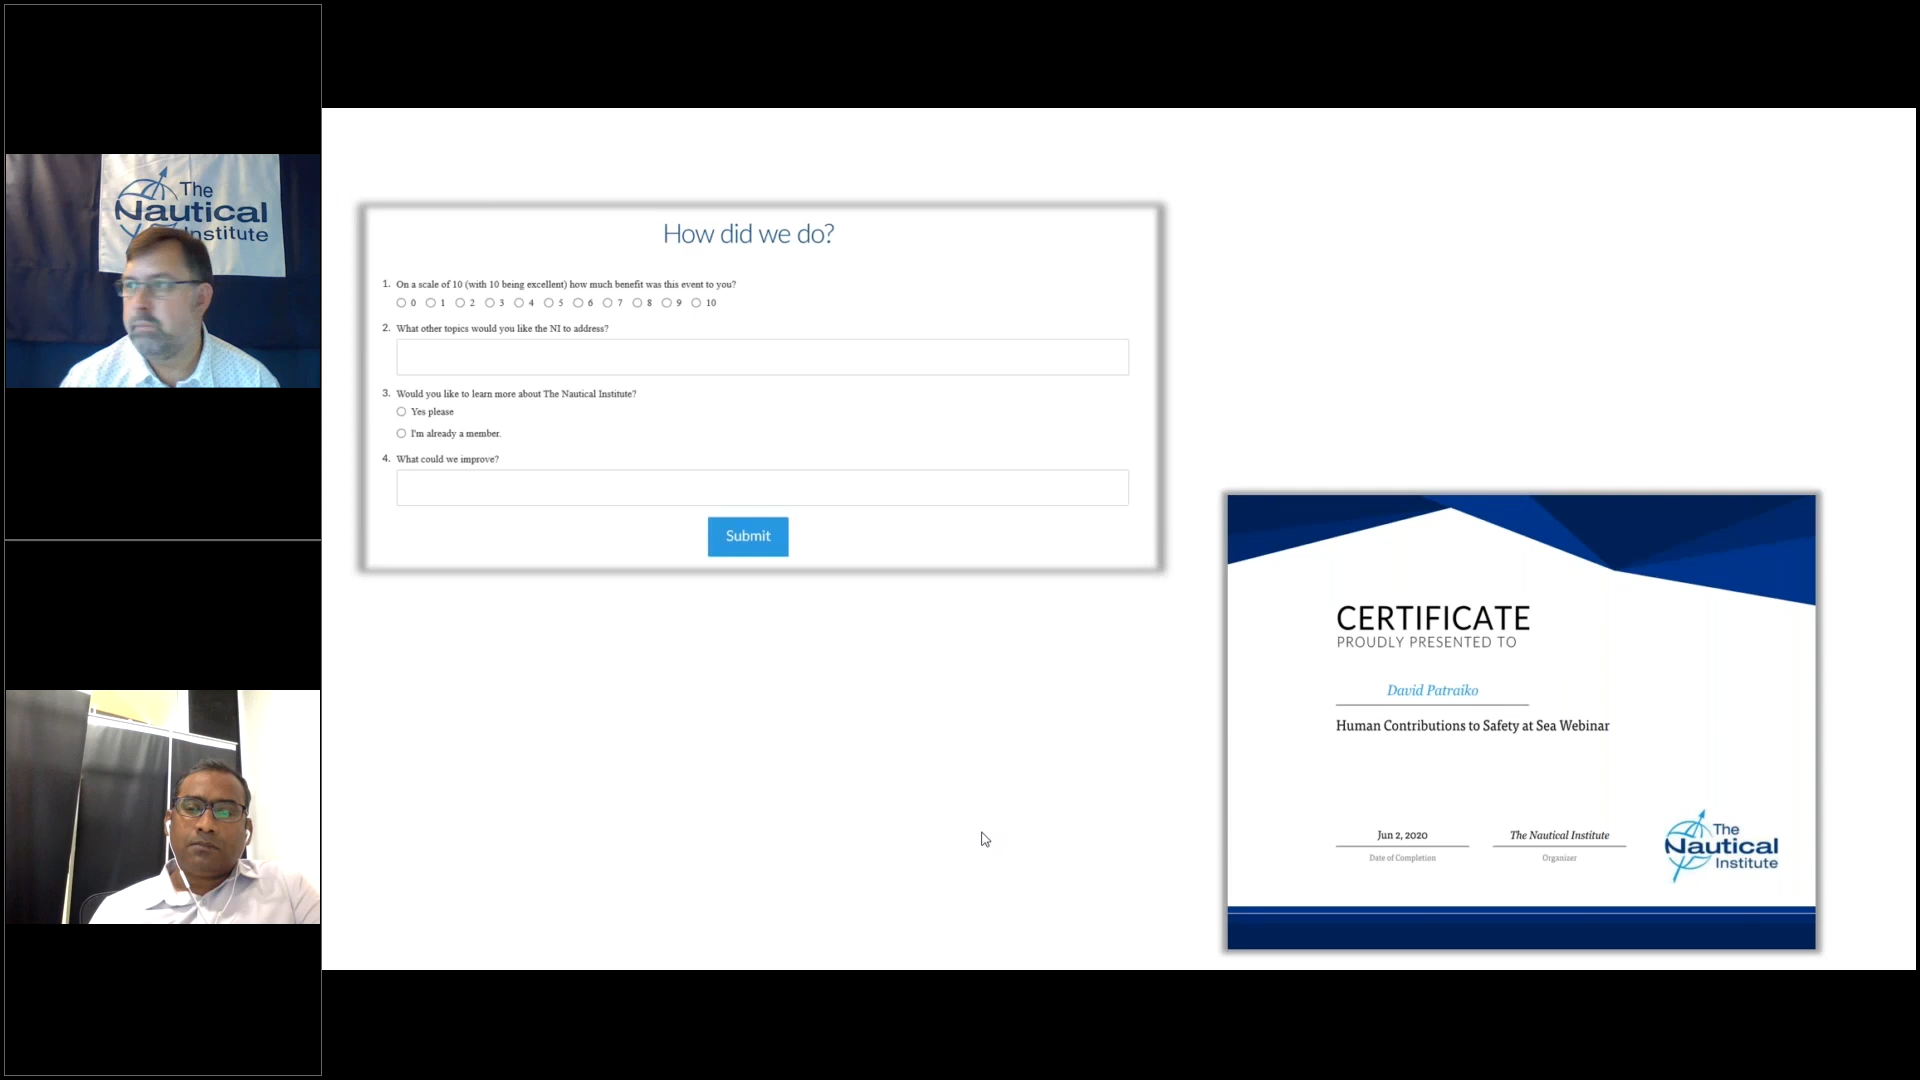 The
Nautical
Institute
How did we do?
1. On a scale of 10 (with 10 being excellent) how much benefit was this event to you?
0 1 2 3 4 5 6 7 8 9 10
2. What other topics would you like the NI to address?
3. Would you like to learn more about The Nautical Institute?
Yes please
I'm already a member.
4. What could we improve?
Submit
CERTIFICATE
PROUDLY PRESENTED TO
David Patraiko
Human Contributions to Safety at Sea Webinar
Jun 2, 2020 The Nautical Institute
Date of Completion Organizer
The
Nautical
Institute